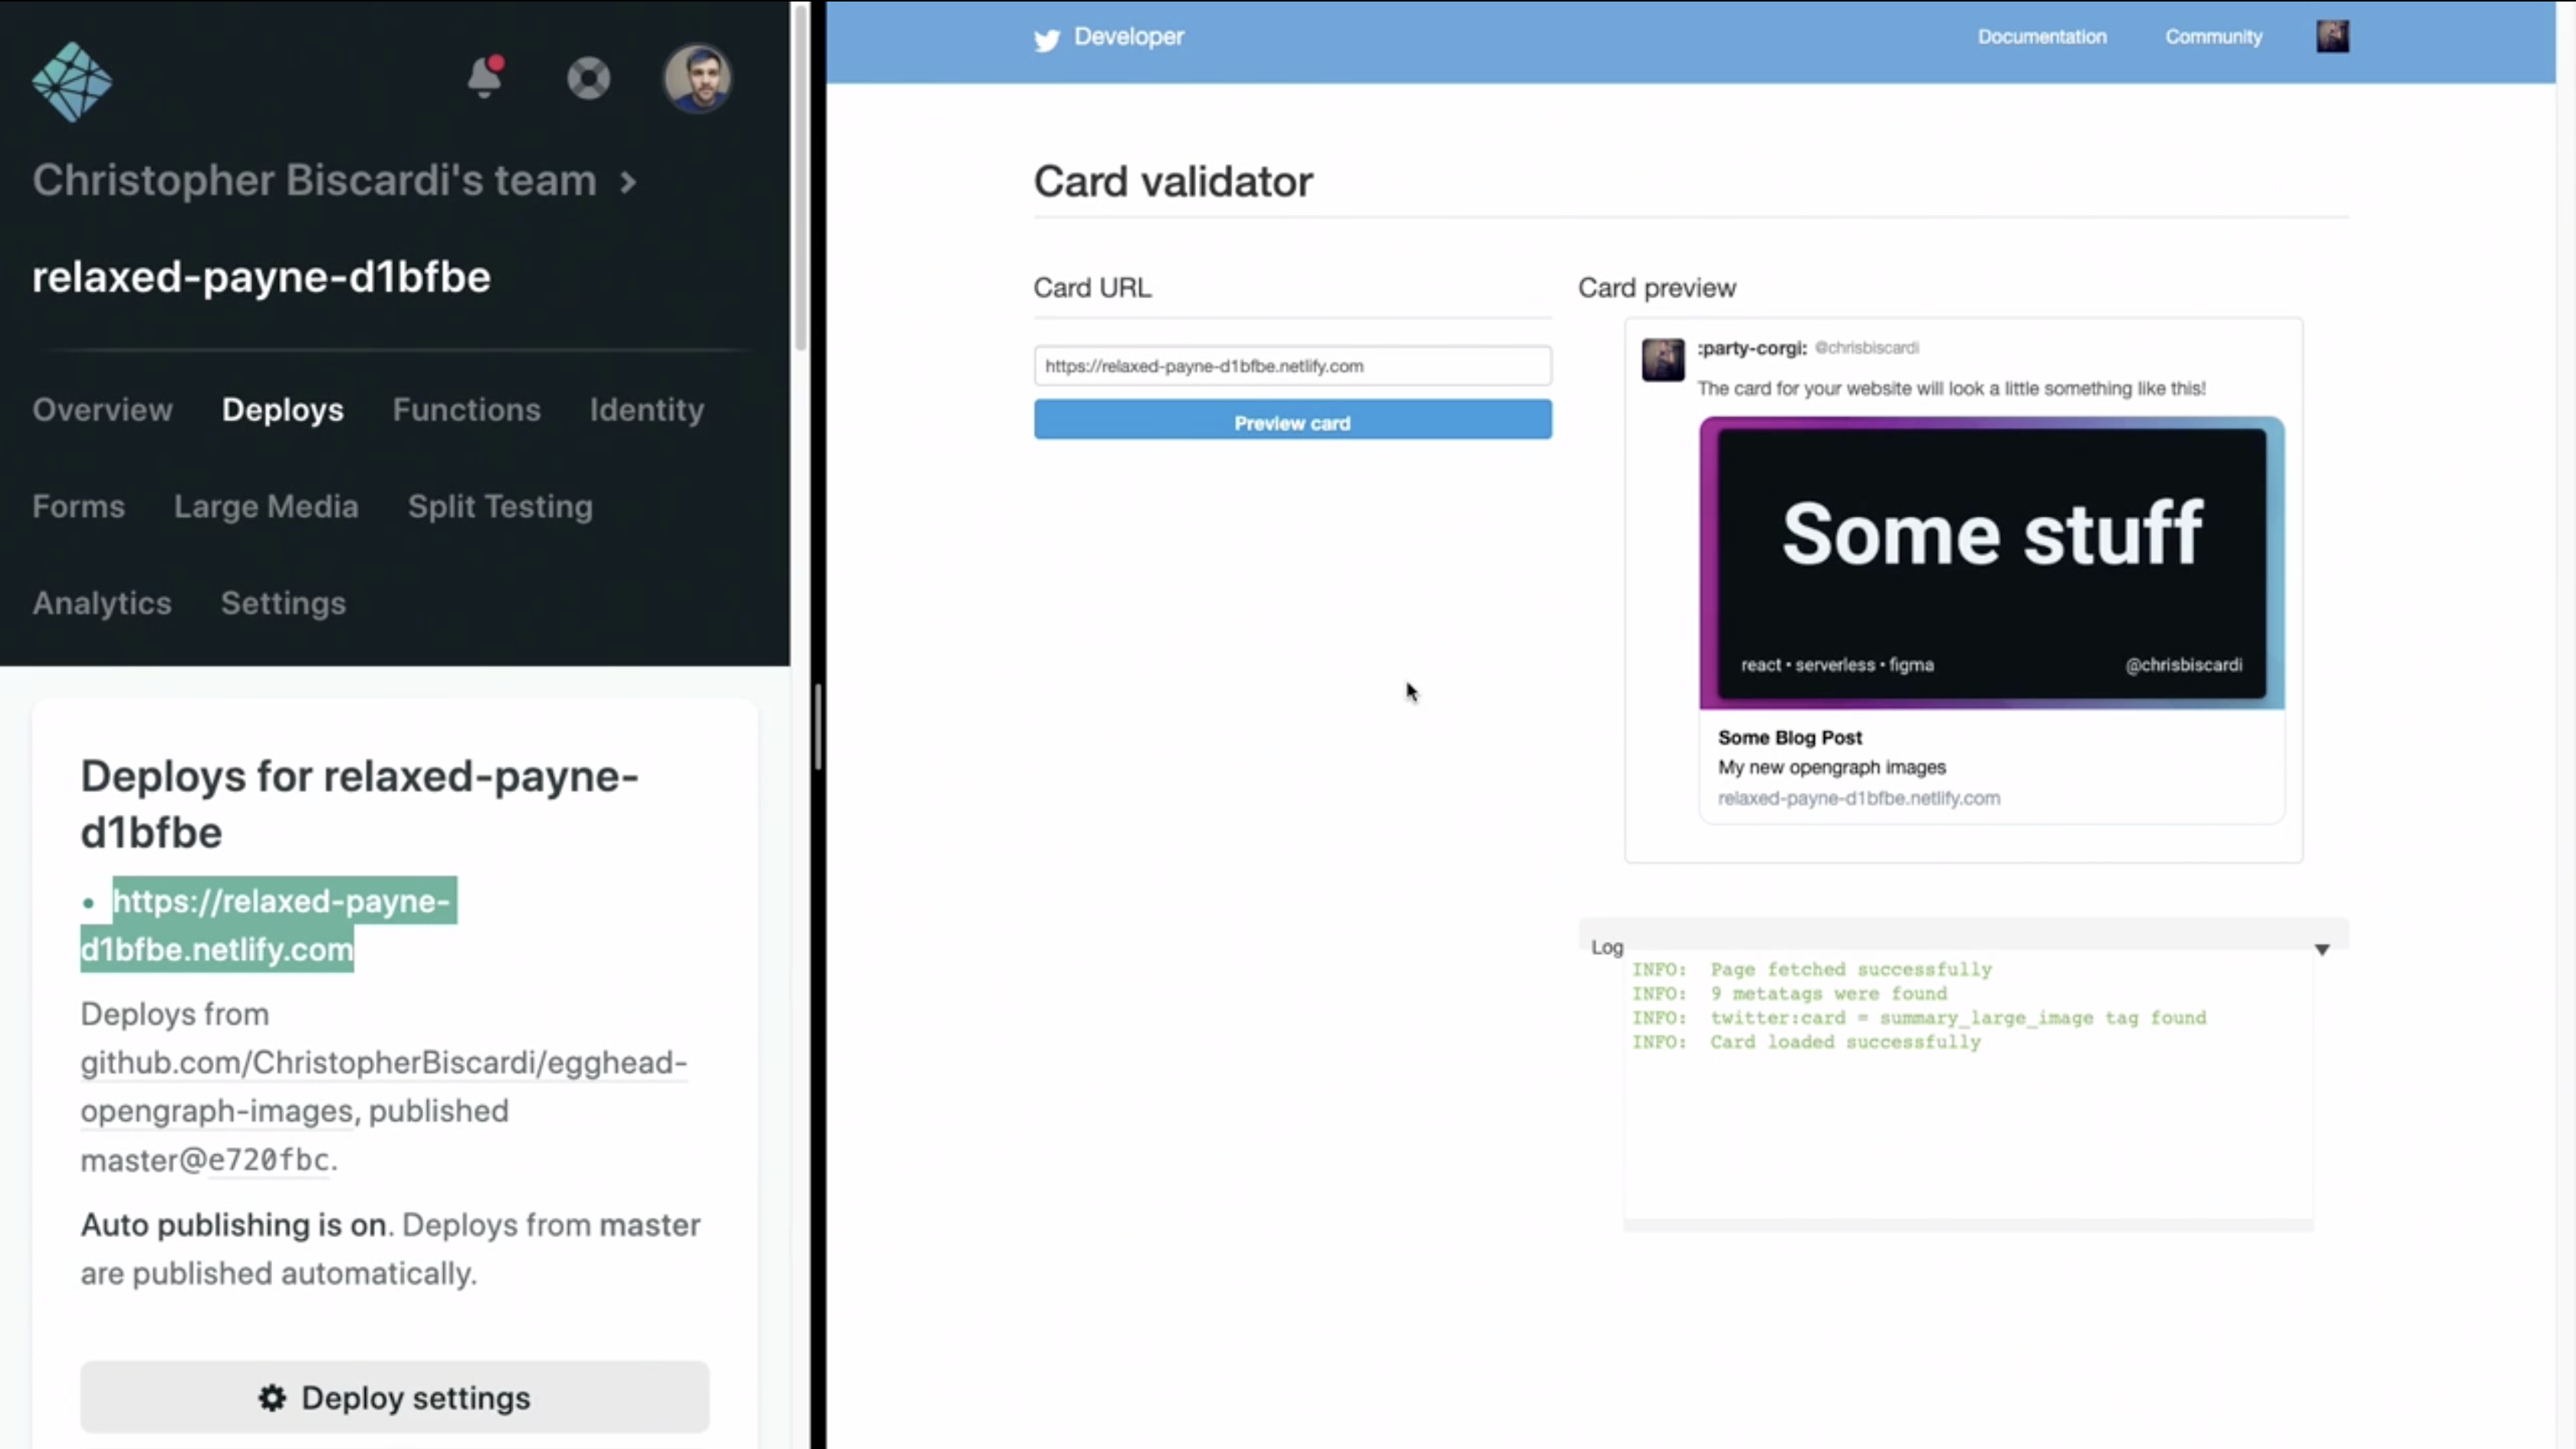 Christopher Biscardi's team >
relaxed-payne-d1bfbe
Overview Deploys Functions Identity
Forms Large Media Split Testing
Analytics Settings
Deploys for relaxed-payne-
d1bfbe
• https://relaxed-payne-
d1bfbe.netlify.com
Deploys from
github.com/ChristopherBiscardi/egghead-
opengraph-images, published
master@e720fbc.
Auto publishing is on. Deploys from master
are published automatically.
Deploy settings
Developer
Documentation Community
Card validator
Card URL
https://relaxed-payne-d1bfbe.netlify.com
Preview card
Card preview
:party-corgi: @chrisbiscardi
The card for your website will look a little something like this!
Some stuff
react • serverless • figma @chrisbiscardi
Some Blog Post
My new opengraph images
relaxed-payne-d1bfbe.netlify.com
Log
INFO: Page fetched successfully
INFO: 9 metatags were found
INFO: twitter:card = summary_large_image tag found
INFO: Card loaded successfully